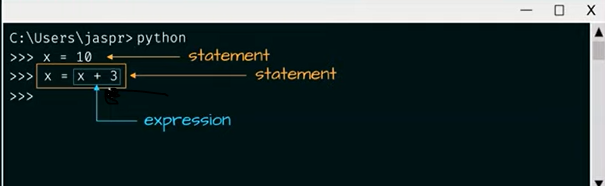 C:\Users\jaspr> python
>>> x = 10 statement
>>> x = x + 3 statement
>>>
expression